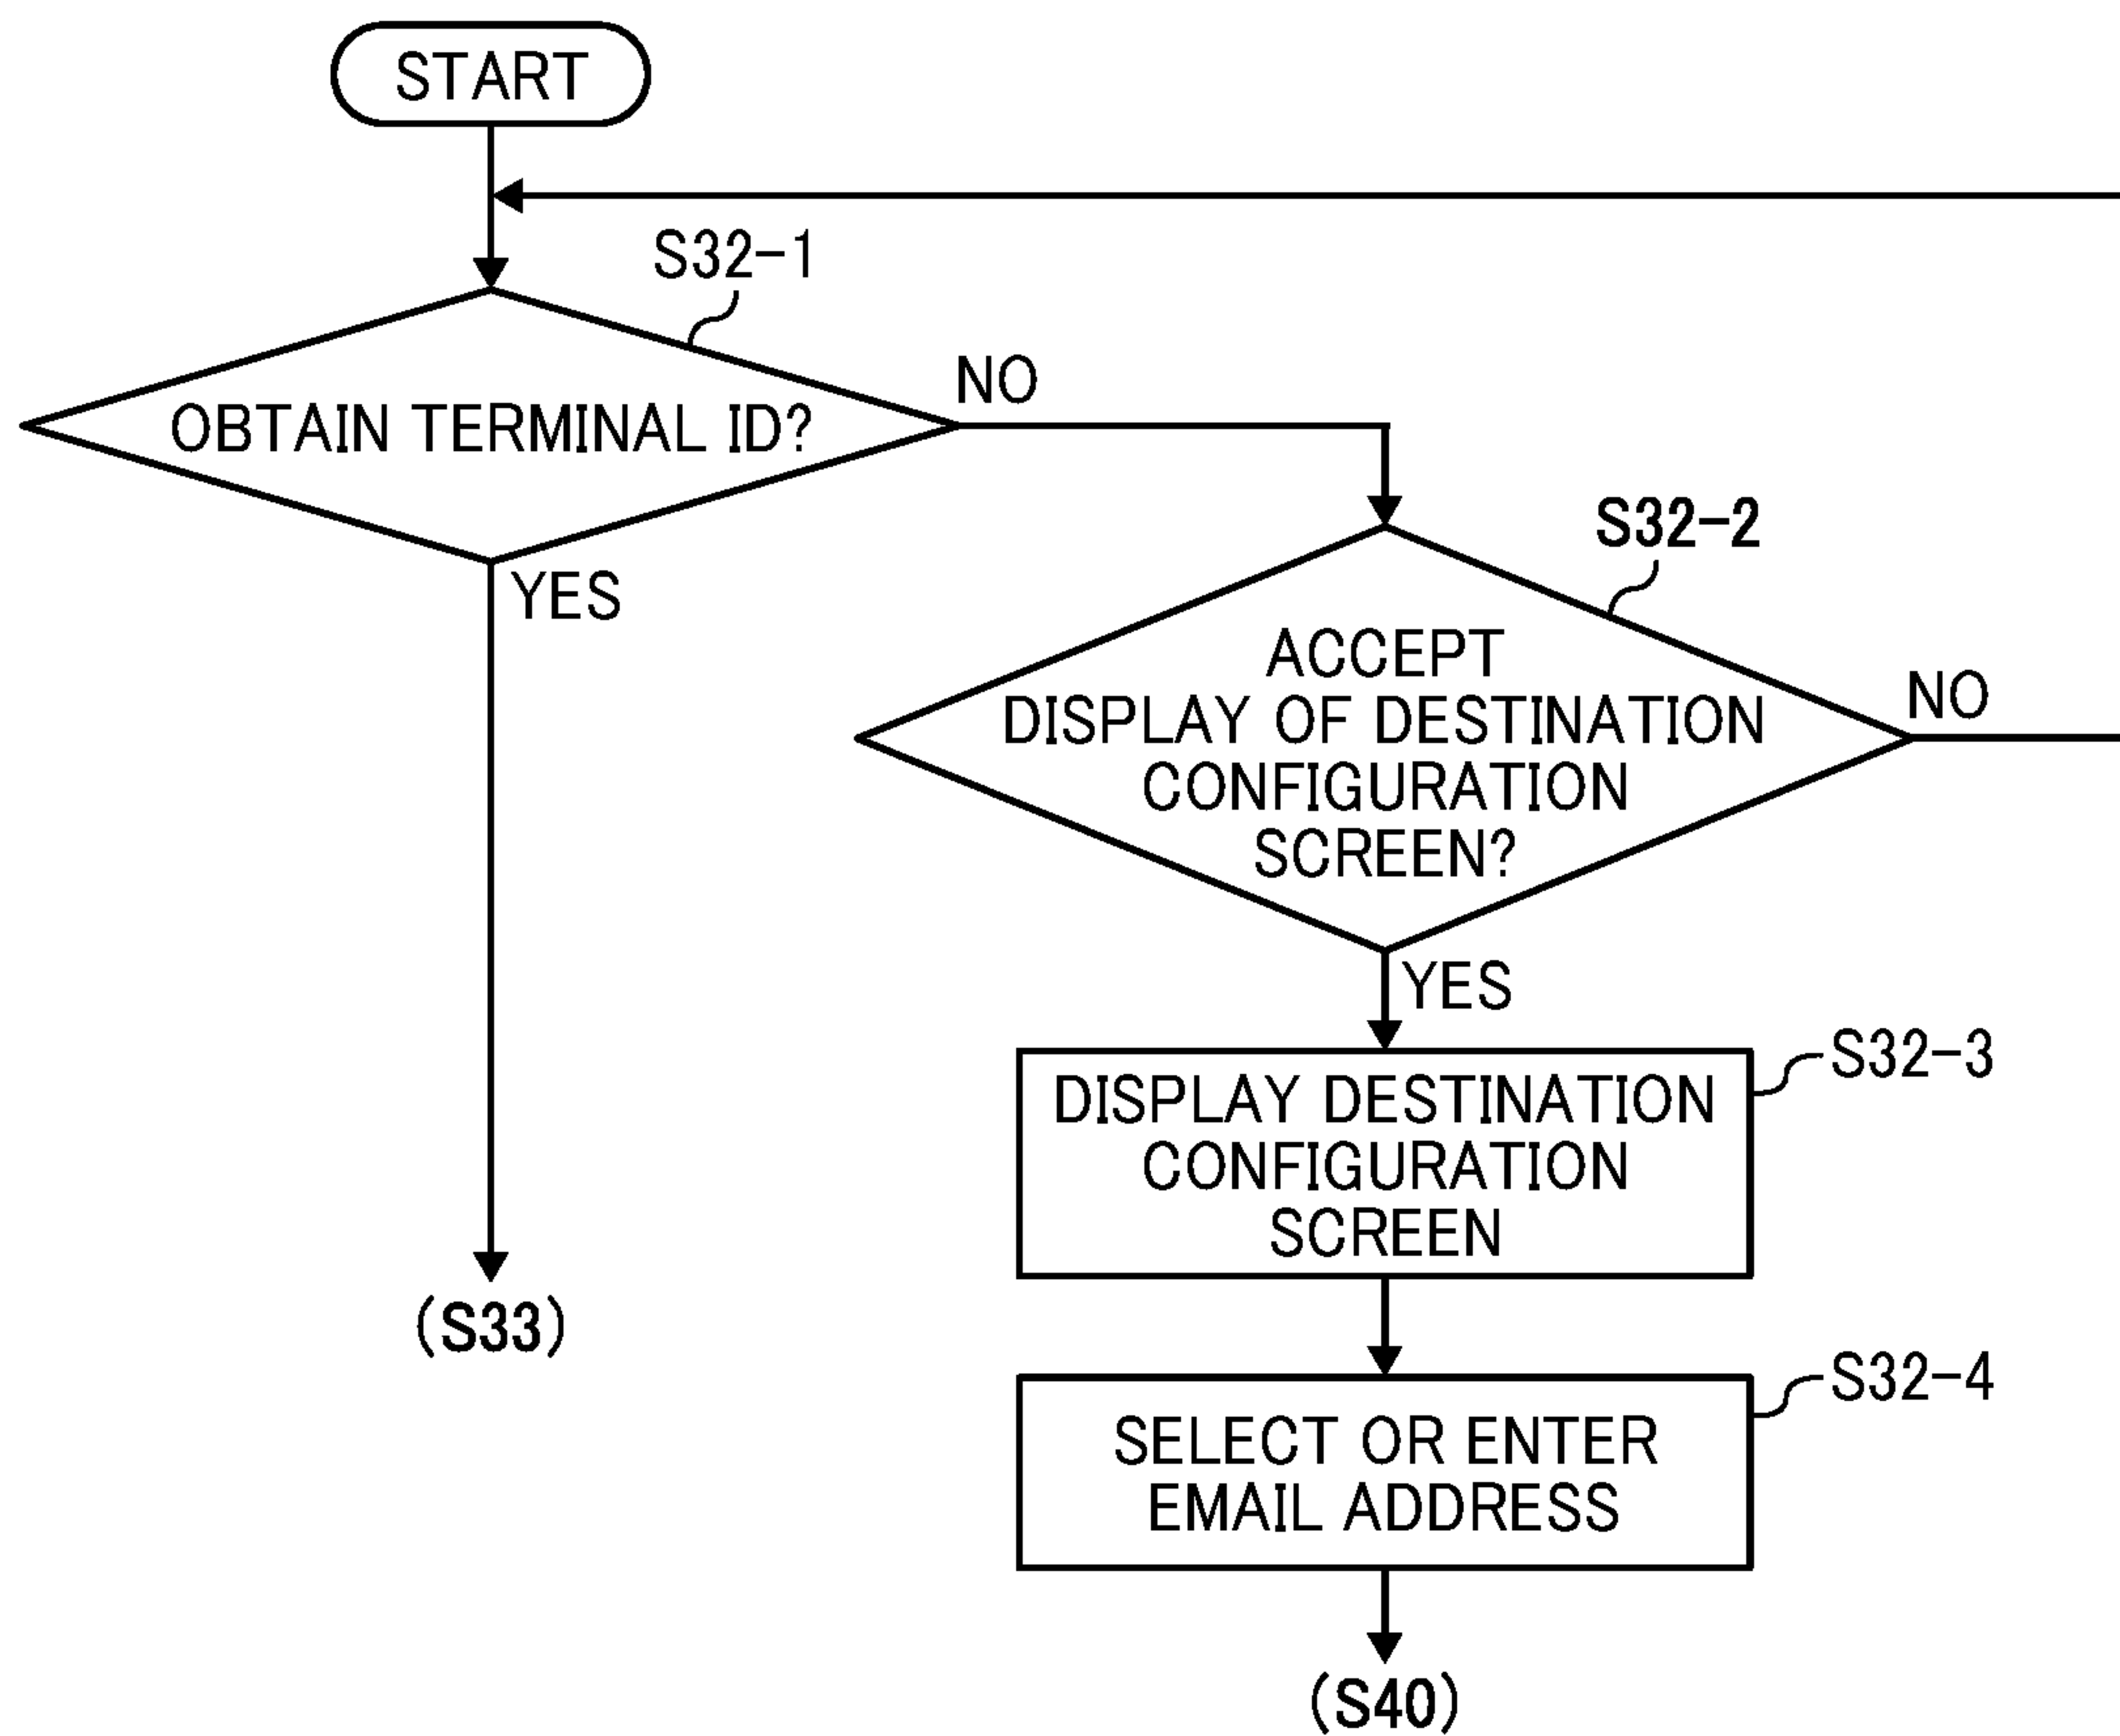 START
S32-1
OBTAIN TERMINAL ID?
NO
YES
S32-2
ACCEPT
DISPLAY OF DESTINATION
CONFIGURATION
SCREEN?
NO
YES
S32-3
DISPLAY DESTINATION
CONFIGURATION
SCREEN
(S33)
S32-4
SELECT OR ENTER
EMAIL ADDRESS
(S40)